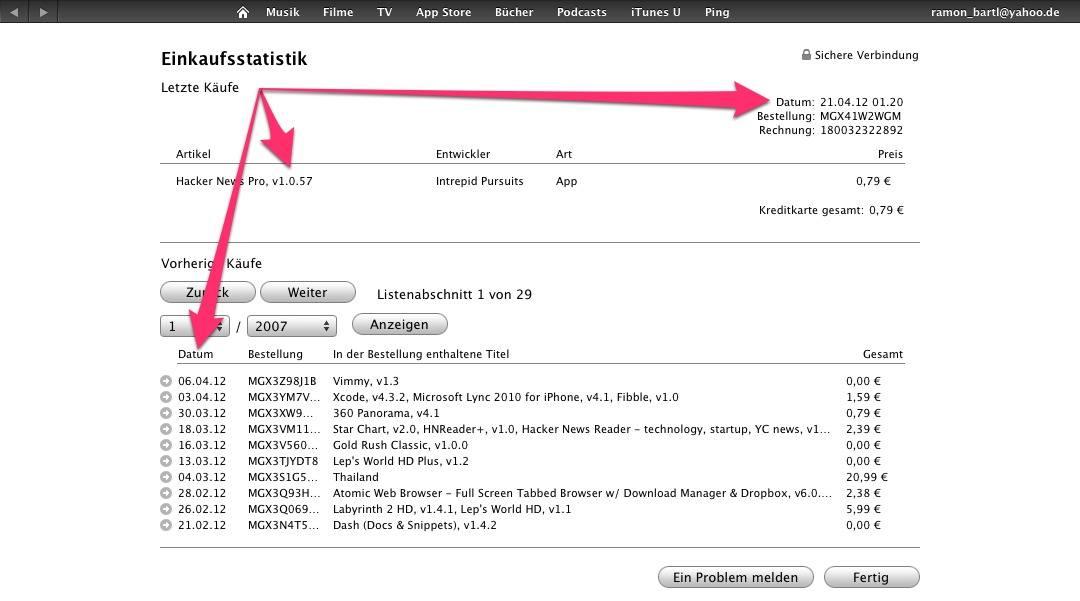 Musik Filme TV App Store Bücher Podcasts iTunes U Ping ramon_bartl@yahoo.de
Einkaufsstatistik
Sichere Verbindung
Letzte Käufe
Datum: 21.04.12 01.20
Bestellung: MGX41W2WGM
Rechnung: 180032322892
Artikel Entwickler Art Preis
Hacker News Pro, v1.0.57 Intrepid Pursuits App 0,79 €
Kreditkarte gesamt: 0,79 €
Vorherige Käufe
Zurück Weiter Listenabschnitt 1 von 29
1 / 2007 Anzeigen
Datum Bestellung In der Bestellung enthaltene Titel Gesamt
06.04.12 MGX3Z98J1B Vimmy, v1.3 0,00 €
03.04.12 MGX3YM7V... Xcode, v4.3.2, Microsoft Lync 2010 for iPhone, v4.1, Fibble, v1.0 1,59 €
30.03.12 MGX3XW9... 360 Panorama, v4.1 0,79 €
18.03.12 MGX3VM11... Star Chart, v2.0, HNReader+, v1.0, Hacker News Reader – technology, startup, YC news, v1... 2,39 €
16.03.12 MGX3V560... Gold Rush Classic, v1.0.0 0,00 €
13.03.12 MGX3TJYDT8 Lep's World HD Plus, v1.2 0,00 €
04.03.12 MGX3S1G5... Thailand 20,99 €
28.02.12 MGX3Q93H... Atomic Web Browser – Full Screen Tabbed Browser w/ Download Manager & Dropbox, v6.0.... 2,38 €
26.02.12 MGX3Q069... Labyrinth 2 HD, v1.4.1, Lep's World HD, v1.1 5,99 €
21.02.12 MGX3N4T5... Dash (Docs & Snippets), v1.4.2 0,00 €
Ein Problem melden Fertig